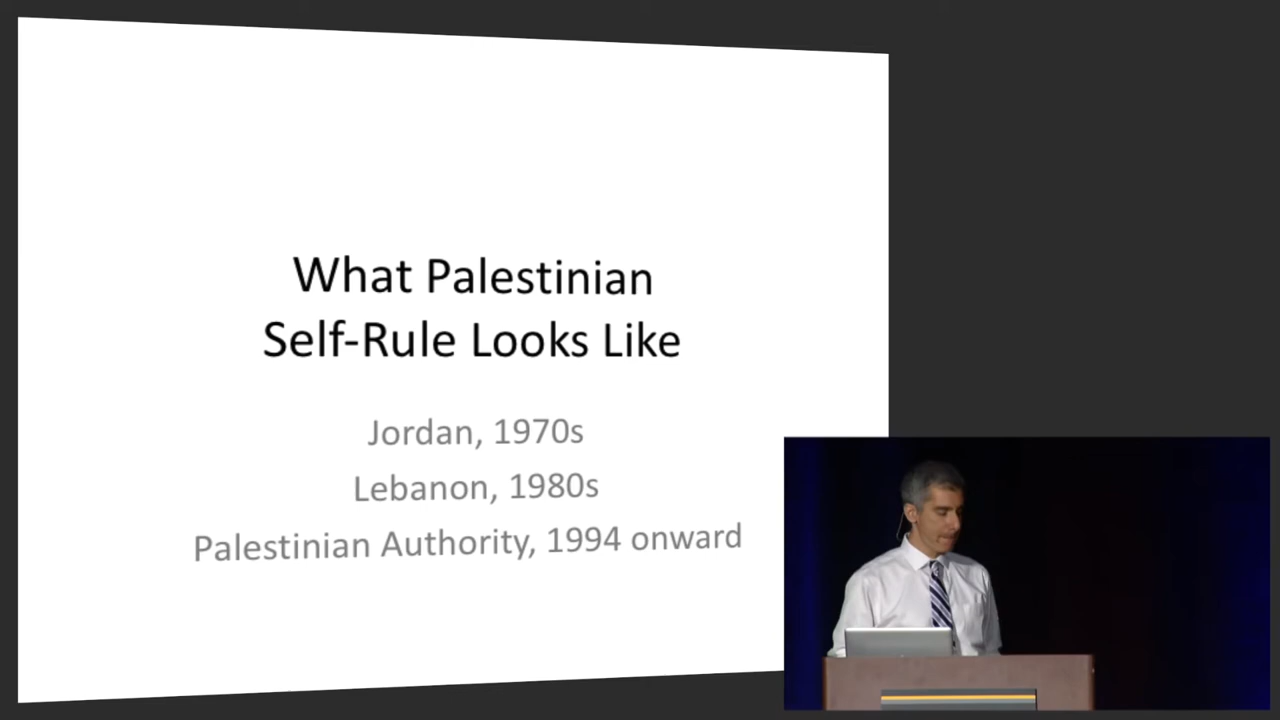 What Palestinian
Self-Rule Looks Like
Jordan, 1970s
Lebanon, 1980s
Palestinian Authority, 1994 onward